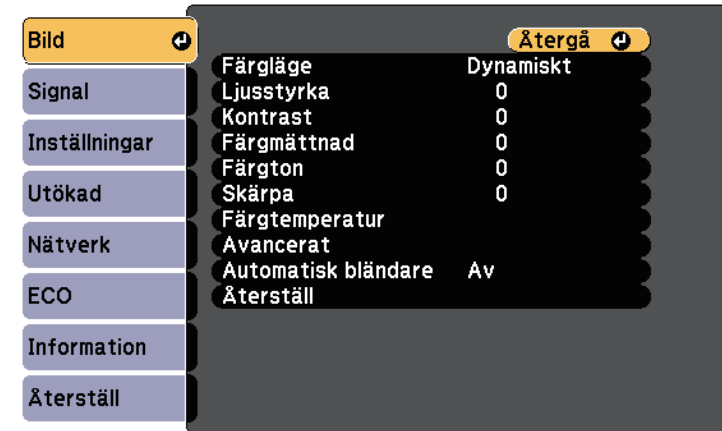 Bild
Signal
Inställningar
Utökad
Nätverk
ECO
Information
Återställ
Återgå
Färgläge Dynamiskt
Ljusstyrka 0
Kontrast 0
Färgmättnad 0
Färgton 0
Skärpa 0
Färgtemperatur
Avancerat
Automatisk bländare Av
Återställ